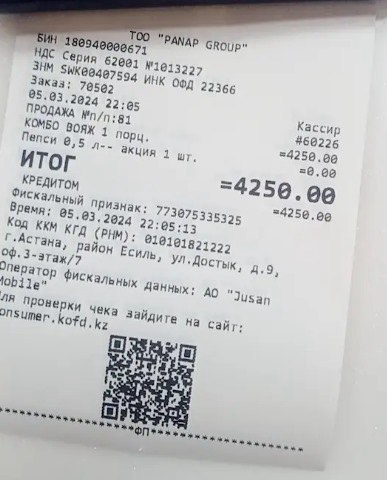 ТОО "PANAP GROUP"
БИН 180940000671
НДС Серия 62001 №1013227
ЗНМ SWK00407594 ИНК ОФД 22366
Заказ: 70502
05.03.2024 22:05 Кассир
ПРОДАЖА №п/п:81 #60226
КОМБО ВОЯЖ 1 порц. =4250.00
Пепси 0,5 л-- акция 1 шт. =0.00
ИТОГ =4250.00
КРЕДИТОМ =4250.00
Фискальный признак: 773075335325
Время: 05.03.2024 22:05:13
Код ККМ КГД (РНМ): 010101821222
г.Астана, район Есиль, ул.Достык, д.9,
оф.3-этаж/7
Оператор фискальных данных: АО "Jusan
Mobile"
ля проверки чека зайдите на сайт:
onsumer.kofd.kz
*ФП*